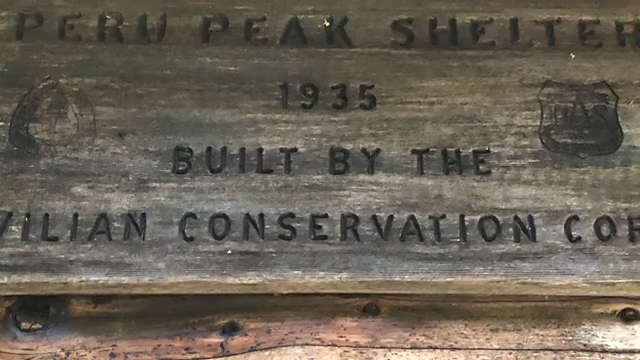 PERU PEAK SHELTER
1935
BUILT BY THE
VILIAN CONSERVATION COR